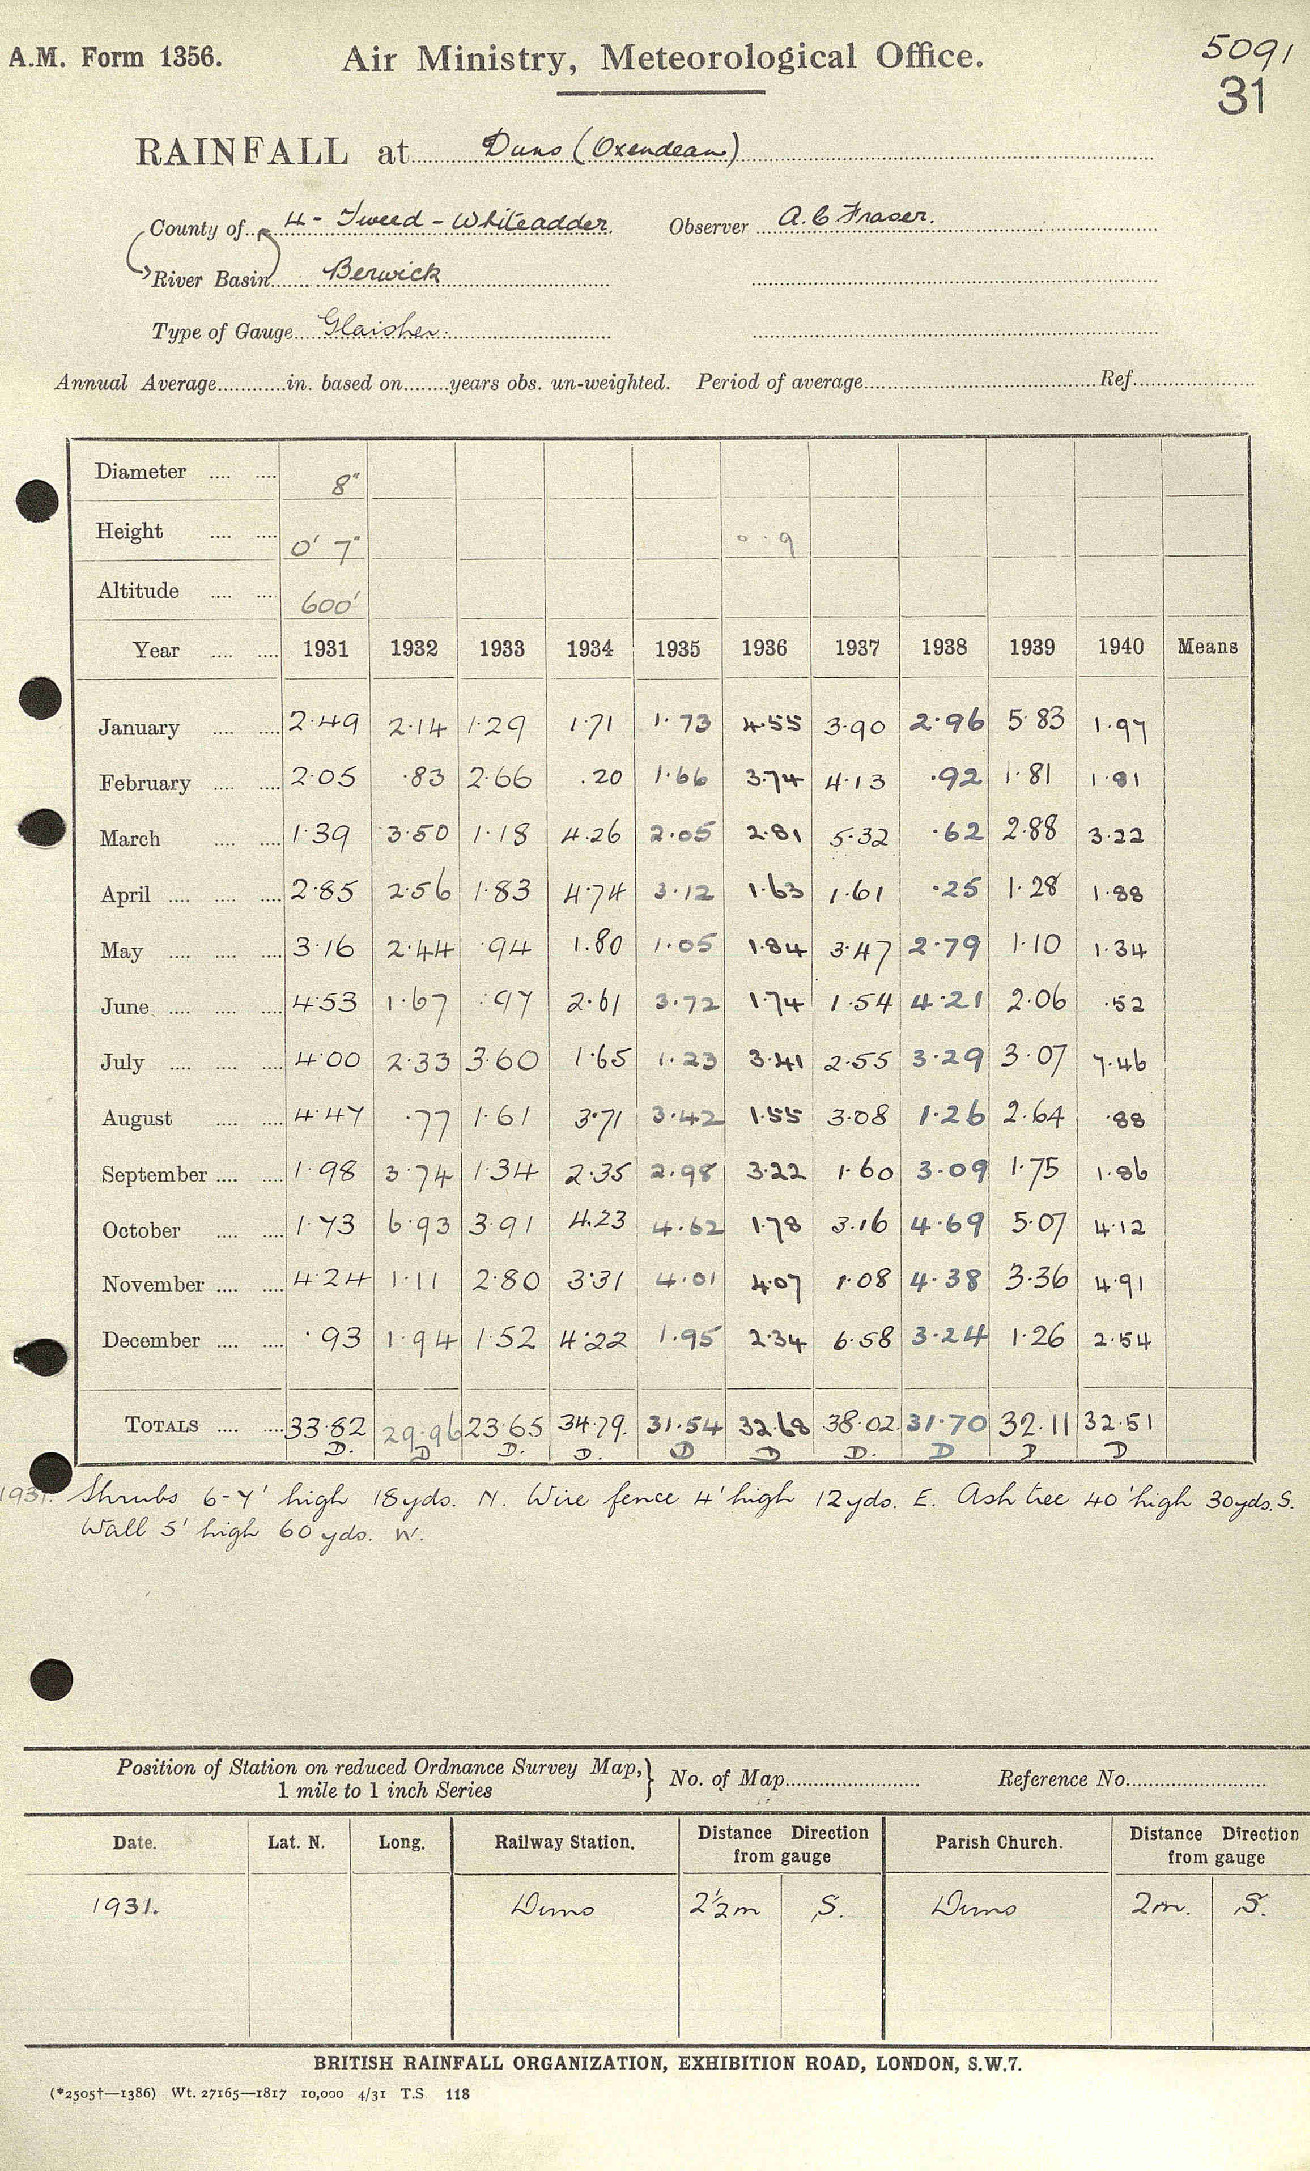 A.M. Form 1356. Air Ministry, Meteorological Office. 5091
31
RAINFALL at Duns (Oxendean)
County of 4 - Tweed - Whiteadder Observer A. C Fraser.
River Basin Berwick
Type of Gauge Glaisher.
Annual Average............in. based on........years obs. un-weighted. Period of average........Ref........
Diameter .... .... 8"
Height .... .... 0' 7" 0 . 9
Altitude .... .... 600'
Year .... .... 1931 1932 1933 1934 1935 1936 1937 1938 1939 1940 Means
January .... .... 2.49 2.14 1.29 1.71 1.73 4.55 3.90 2.96 5.83 1.97
February .... .... 2.05 .83 2.66 .20 1.66 3.74 4.13 .92 1.81 1.81
March .... .... 1.39 3.50 1.18 4.26 2.05 2.81 5.32 .62 2.88 3.22
April .... .... .... 2.85 2.56 1.83 4.74 3.12 1.63 1.61 .25 1.28 1.88
May .... .... .... 3.16 2.44 .94 1.80 1.05 1.84 3.47 2.79 1.10 1.34
June .... .... .... 4.53 1.67 .97 2.61 3.72 1.74 1.54 4.21 2.06 .52
July .... .... .... 4.00 2.33 3.60 1.65 1.23 3.41 2.55 3.29 3.07 7.46
August .... .... 4.47 .77 1.61 3.71 3.42 1.55 3.08 1.26 2.64 .88
September .... .... 1.98 3.74 1.34 2.35 2.98 3.22 1.60 3.09 1.75 1.86
October .... .... 1.73 6.93 3.91 4.23 4.62 1.78 3.16 4.69 5.07 4.12
November .... .... 4.24 1.11 2.80 3.31 4.01 4.07 1.08 4.38 3.36 4.91
December .... .... .93 1.94 1.52 4.22 1.95 2.34 6.58 3.24 1.26 2.54
TOTALS .... .... 33.82 29.96 23.65 34.79. 31.54 32.68 38.02 31.70 32.11 32.51
D. D D. D. D D D. D D D
1931. Shrubs 6-7' high 18yds. N. Wire fence 4' high 12yds. E. Ash tree 40' high 30yds. S.
Wall 5' high 60 yds. W.
Position of Station on reduced Ordnance Survey Map, } No. of Map........ Reference No........
1 mile to 1 inch Series
Date. Lat. N. Long. Railway Station. Distance Direction Parish Church. Distance Direction
from gauge from gauge
1931. Duns 2½m S. Duns 2m. S.
BRITISH RAINFALL ORGANIZATION, EXHIBITION ROAD, LONDON, S.W.7.
(*2505†—1386) Wt. 27165—1817 10,000 4/31 T.S 118